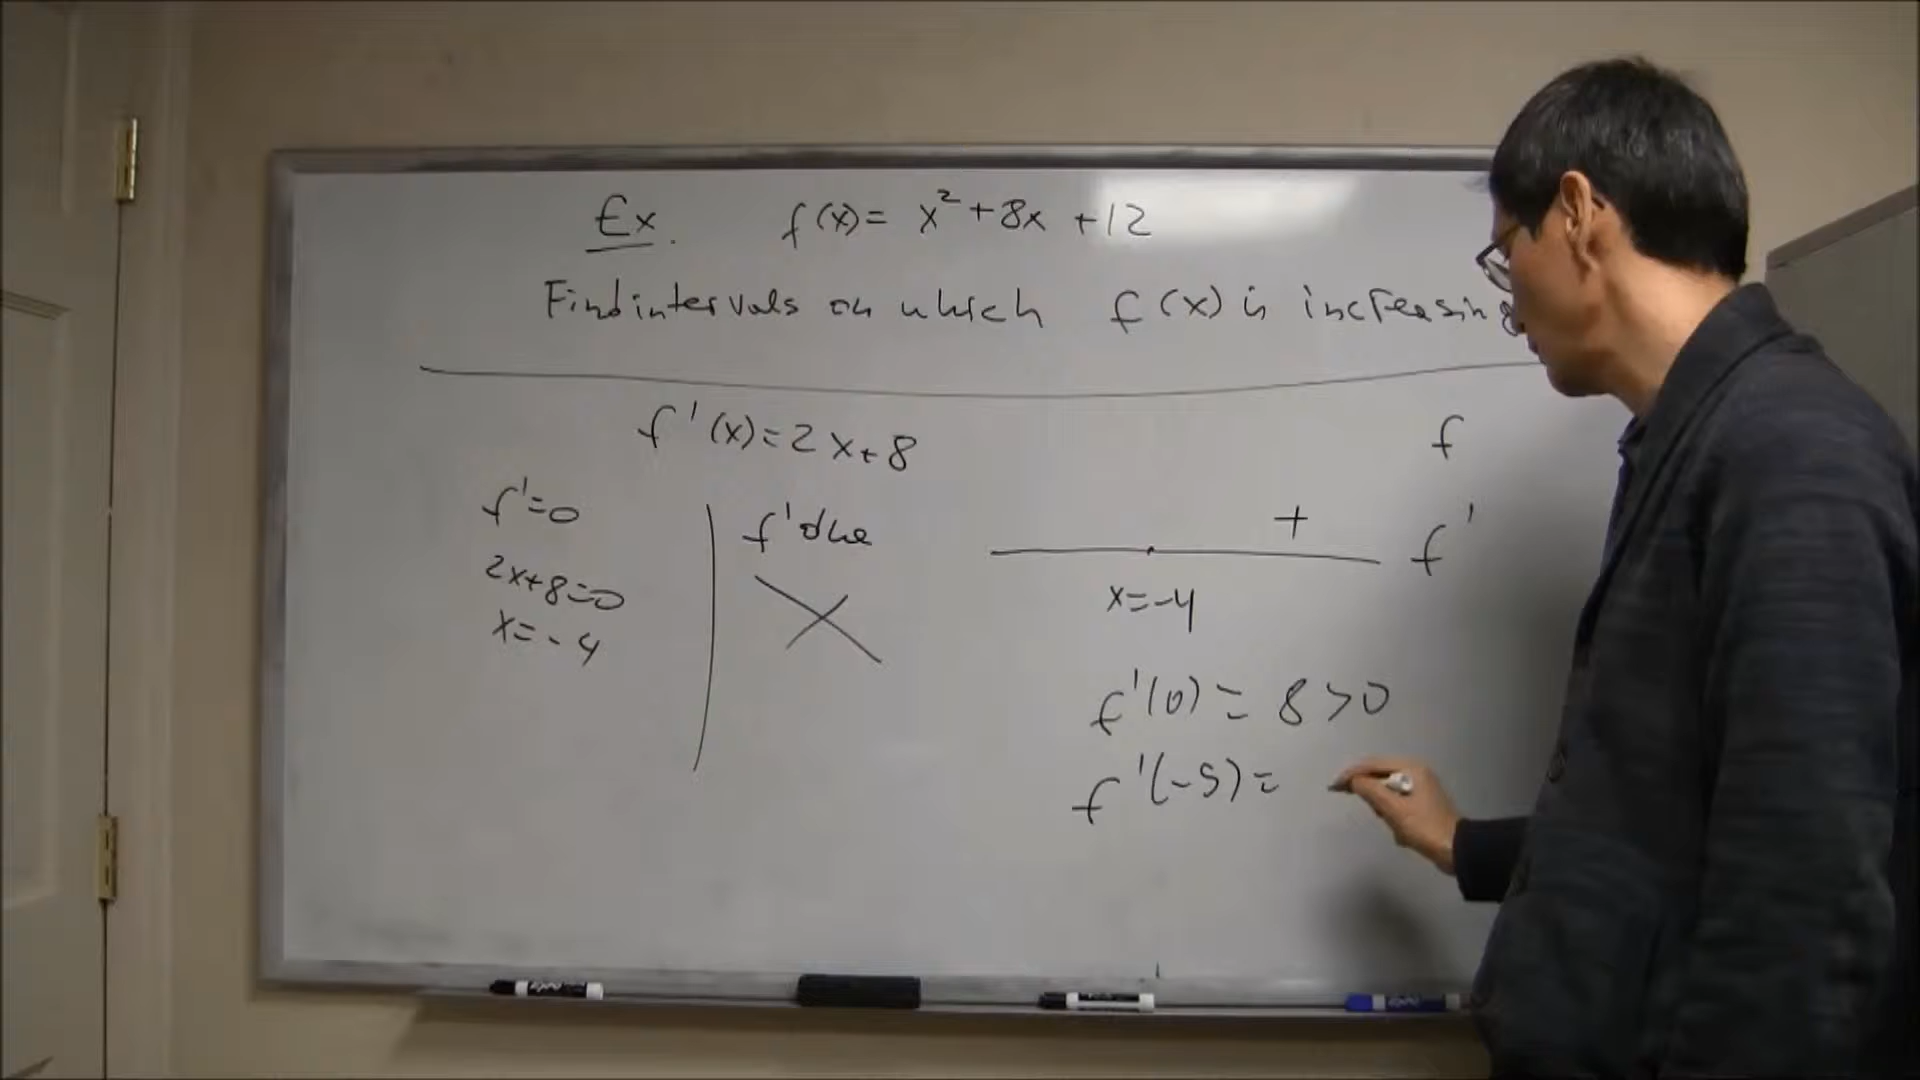 Ex. f(x)= x²+8x +12
Find intervals on which f(x) is increasing
f'(x)=2x+8
f'=0
2x+8=0
x=-4
f'dne
f
+ f'
x=-4
f'(0) = 8>0
f'(-5)=
expo